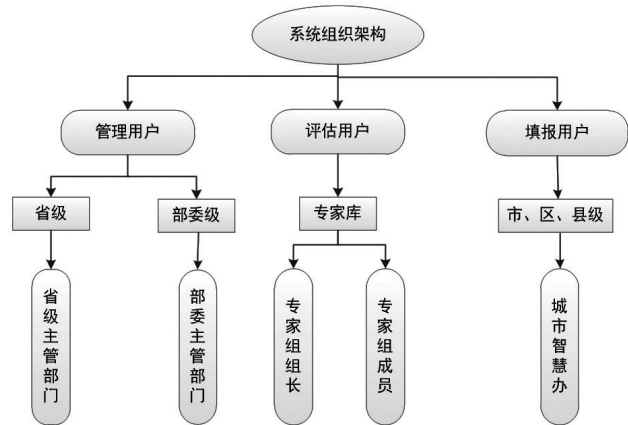 系统组织架构
管理用户
评估用户
填报用户
省级
部委级
专家库
市、区、县级
省级主管部门
部委主管部门
专家组组长
专家组成员
城市智慧办